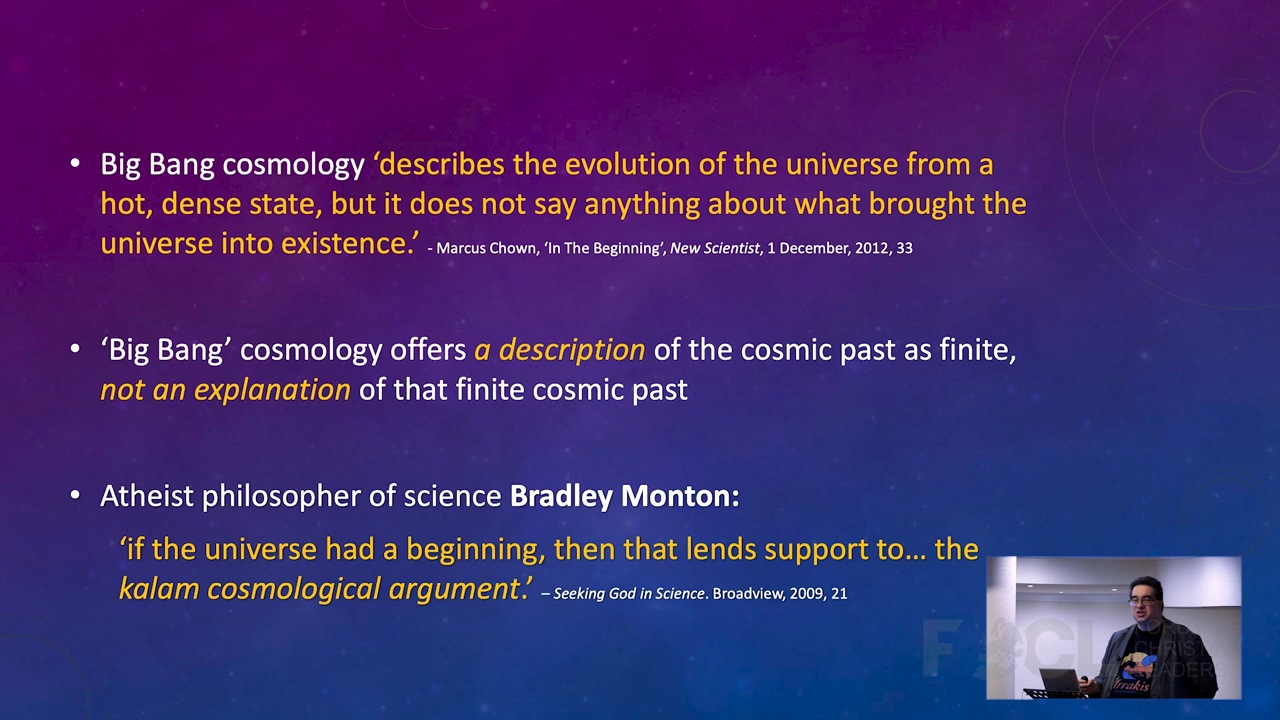 • Big Bang cosmology ‘describes the evolution of the universe from a
hot, dense state, but it does not say anything about what brought the
universe into existence.’ - Marcus Chown, ‘In The Beginning’, New Scientist, 1 December, 2012, 33
• ‘Big Bang’ cosmology offers a description of the cosmic past as finite,
not an explanation of that finite cosmic past
• Atheist philosopher of science Bradley Monton:
‘if the universe had a beginning, then that lends support to… the
kalam cosmological argument.’ – Seeking God in Science. Broadview, 2009, 21